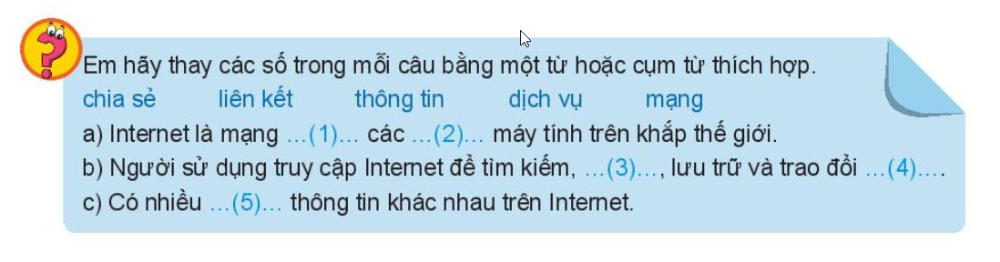 Em hãy thay các số trong mỗi câu bằng một từ hoặc cụm từ thích hợp.
chia sẻ liên kết thông tin dịch vụ mạng
a) Internet là mạng ...(1)... các ...(2)... máy tính trên khắp thế giới.
b) Người sử dụng truy cập Internet để tìm kiếm, ...(3)..., lưu trữ và trao đổi ...(4)....
c) Có nhiều ...(5)... thông tin khác nhau trên Internet.